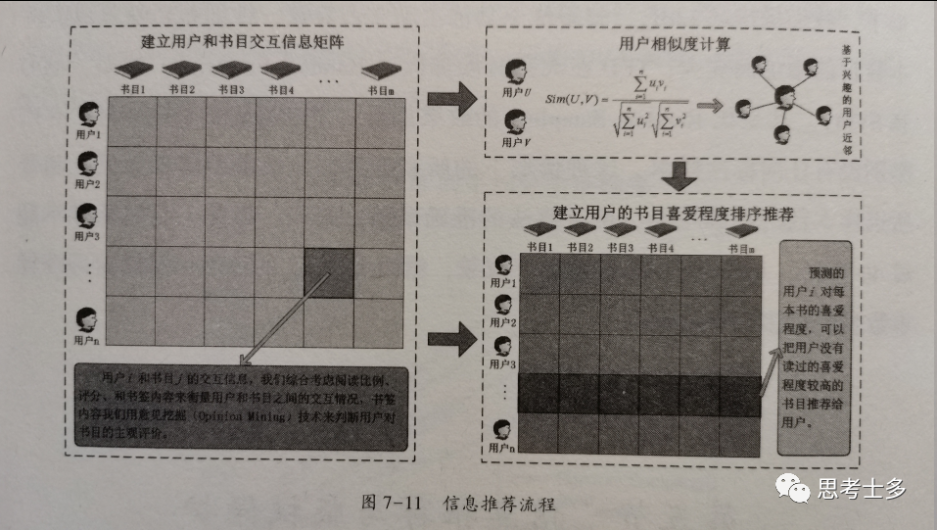 建立用户和书目交互信息矩阵
书目1 书目2 书目3 书目4 ... 书目m
用户1
用户2
用户3
⋮
用户n
用户i和书目j的交互信息，我们综合考虑阅读比例、
评分、和书签内容来衡量用户和书目之间的交互情况，书签
内容我们用意见挖掘（Opinion Mining）技术来判断用户对
书目的主观评价。
用户相似度计算
用户U
用户V
Sim(U,V) = \frac{\sum_{i=1}^{n} u_i v_i}{\sqrt{\sum_{i=1}^{n} u_i^2} \sqrt{\sum_{i=1}^{n} v_i^2}}
基于兴趣的用户近邻
建立用户的书目喜爱程度排序推荐
书目1 书目2 书目3 书目4 ... 书目m
用户1
用户2
用户3
⋮
用户n
预测的
用户i对每
本书的喜爱
程度，可以
把用户没有
读过的喜爱
程度较高的
书目推荐给
用户。
图 7-11 信息推荐流程
思考士多